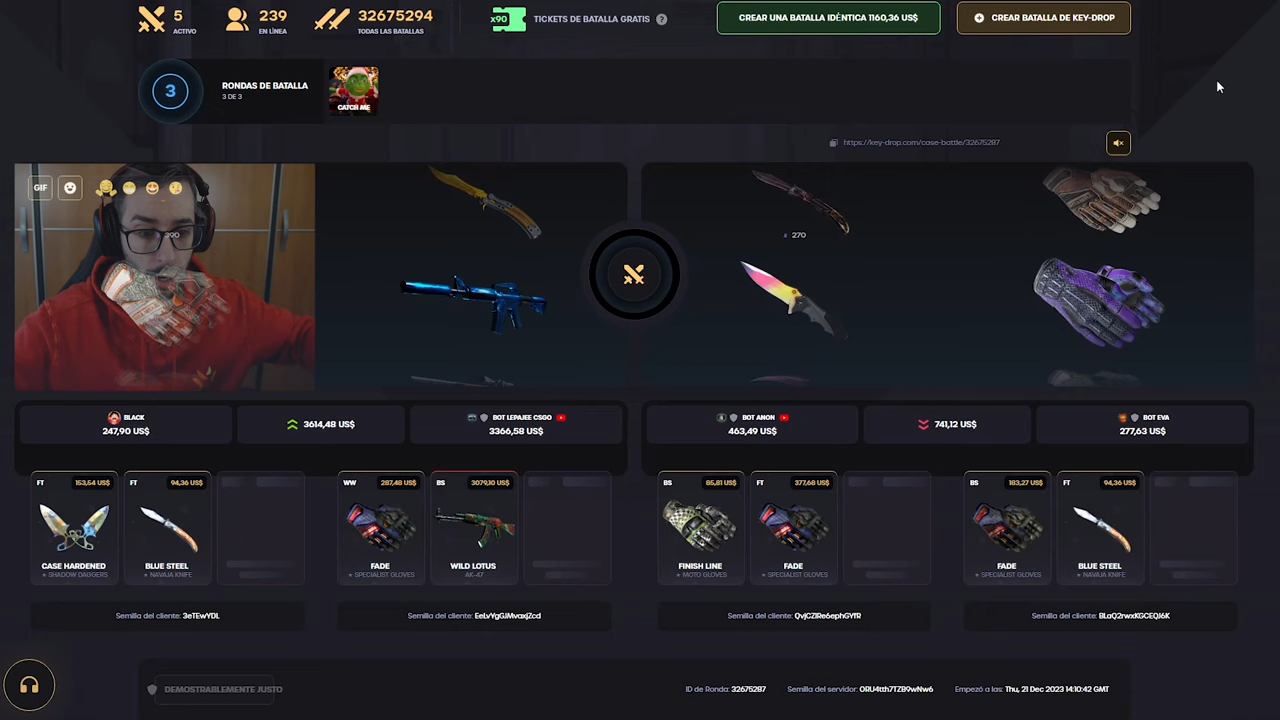 5
ACTIVO
239
EN LÍNEA
32675294
TODAS LAS BATALLAS
x90
TICKETS DE BATALLA GRATIS ?
CREAR UNA BATALLA IDÉNTICA 1160,36 US$
CREAR BATALLA DE KEY-DROP
3
RONDAS DE BATALLA
3 DE 3
CATCH ME
https://key-drop.com/case-battle/32675287
GIF
390
270
BLACK
247,90 US$
3614,48 US$
BOT LEPAJEE CSGO
3366,58 US$
BOT ANON
463,49 US$
741,12 US$
BOT EVA
277,63 US$
FT 153,54 US$
CASE HARDENED
★ SHADOW DAGGERS
FT 94,36 US$
BLUE STEEL
★ NAVAJA KNIFE
WW 287,48 US$
FADE
★ SPECIALIST GLOVES
BS 3079,10 US$
WILD LOTUS
AK-47
BS 85,81 US$
FINISH LINE
★ MOTO GLOVES
FT 377,68 US$
FADE
★ SPECIALIST GLOVES
BS 183,27 US$
FADE
★ SPECIALIST GLOVES
FT 94,36 US$
BLUE STEEL
★ NAVAJA KNIFE
Semilla del cliente: 3eTEwYDL
Semilla del cliente: EeLvYgGJMvaxjZcd
Semilla del cliente: QvjCZIRe6ephGYfR
Semilla del cliente: BLaQ2rwxKGCEQJ6K
DEMOSTRABLEMENTE JUSTO
ID de Ronda: 32675287
Semilla del servidor: ORU4tth7TZB9wNw6
Empezó a las: Thu, 21 Dec 2023 14:10:42 GMT